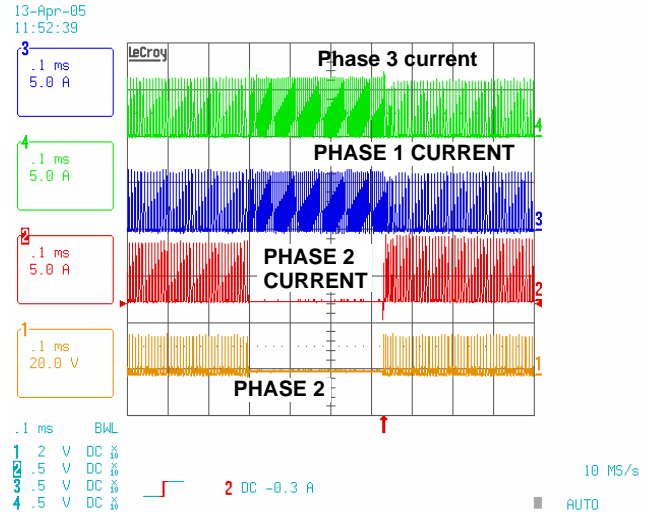 13-Apr-05
11:52:39
3
.1 ms
5.0 A
4
.1 ms
5.0 A
2
.1 ms
5.0 A
1
.1 ms
20.0 V
LeCroy
Phase 3 current
4
PHASE 1 CURRENT
3
PHASE 2
CURRENT
2
1
PHASE 2
.1 ms BWL
1 2 V DC X10
2 .5 V DC X10
3 .5 V DC X10
4 .5 V DC X10
2 DC -0.3 A
10 MS/s
AUTO